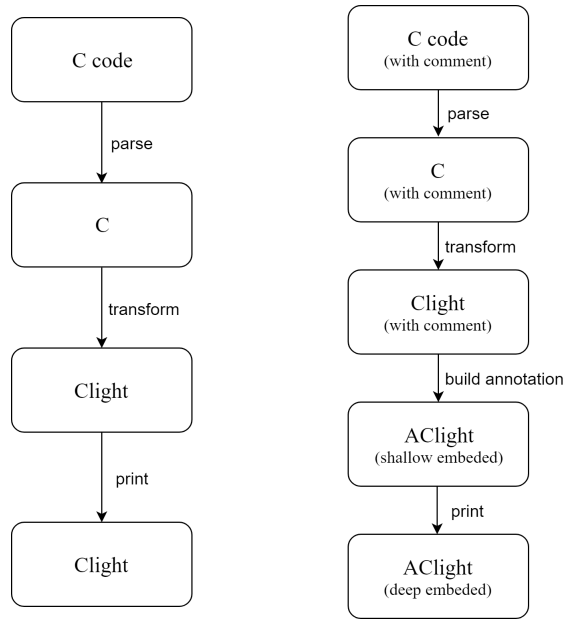 C code
parse
C
transform
Clight
print
Clight
C code
(with comment)
parse
C
(with comment)
transform
Clight
(with comment)
build annotation
AClight
(shallow embeded)
print
AClight
(deep embeded)